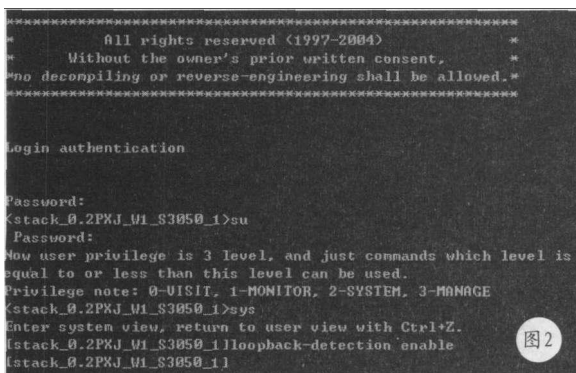 *******************************************************
* All rights reserved (1997-2004) *
* Without the owner's prior written consent, *
*no decompiling or reverse-engineering shall be allowed.*
*******************************************************
Login authentication
Password:
<stack_0.2PXJ_W1_S3050_1>su
Password:
Now user privilege is 3 level, and just commands which level is
equal to or less than this level can be used.
Privilege note: 0-VISIT, 1-MONITOR, 2-SYSTEM, 3-MANAGE
<stack_0.2PXJ_W1_S3050_1>sys
Enter system view, return to user view with Ctrl+Z.
[stack_0.2PXJ_W1_S3050_1]loopback-detection enable
[stack_0.2PXJ_W1_S3050_1]
图2